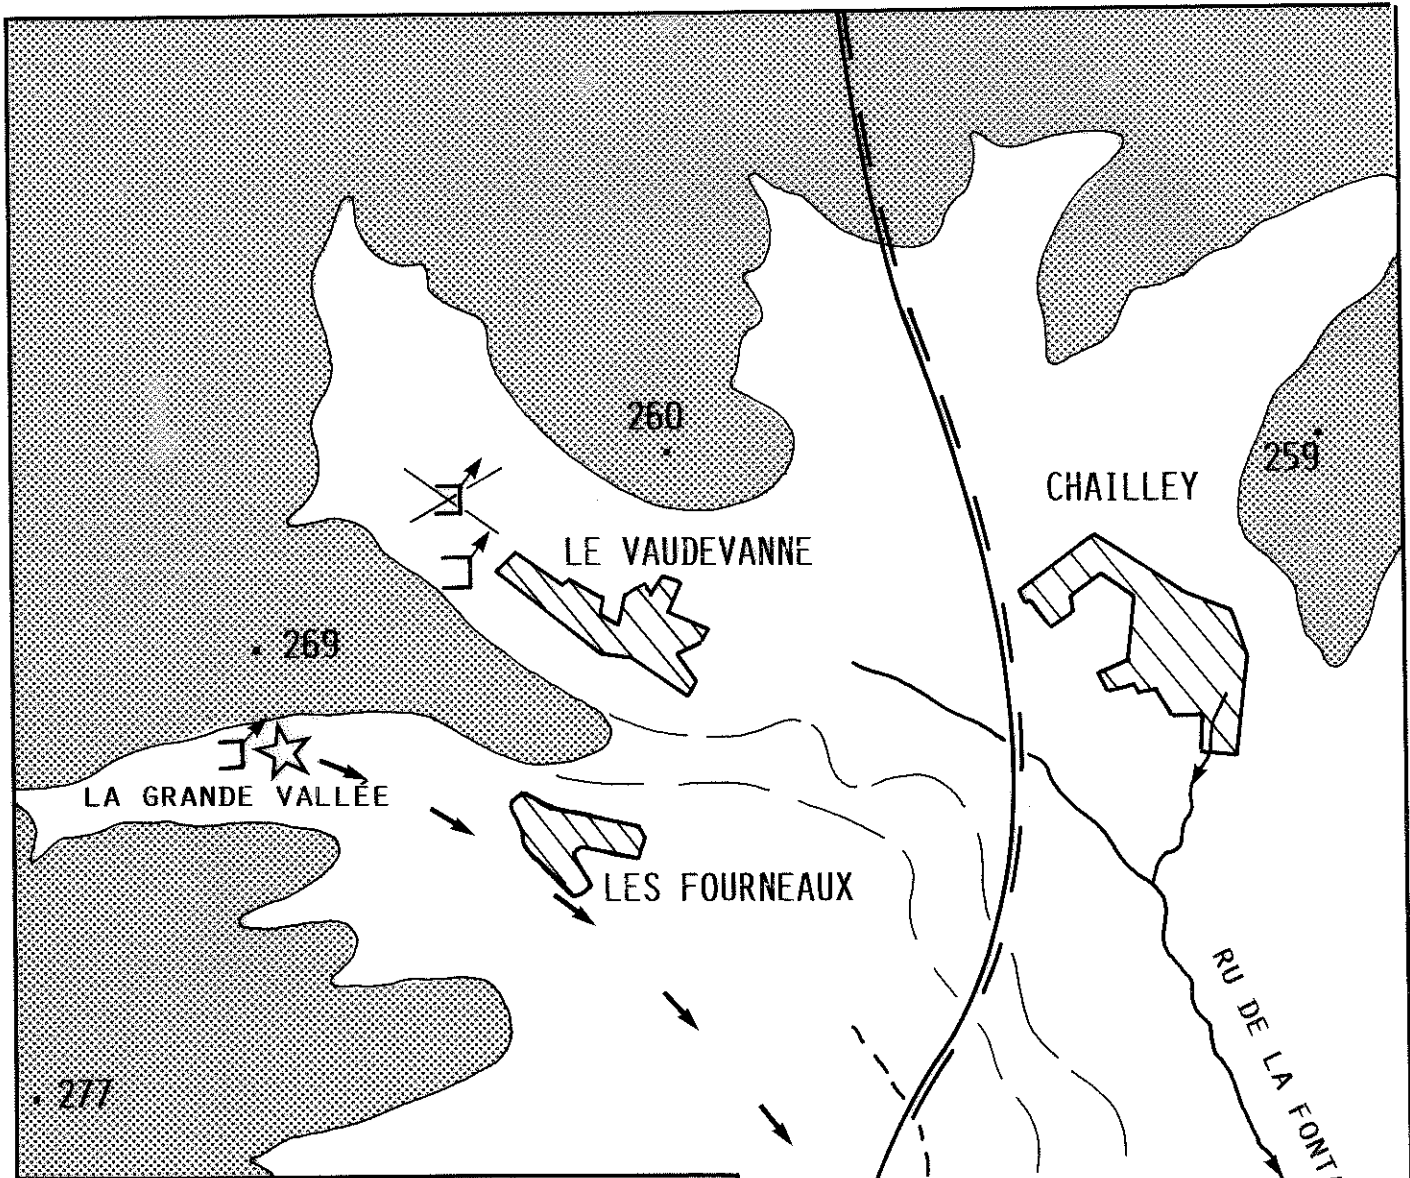 260
259
CHAILLEY
LE VAUDEVANNE
269
LA GRANDE VALLÉE
LES FOURNEAUX
RU DE LA FONT
277